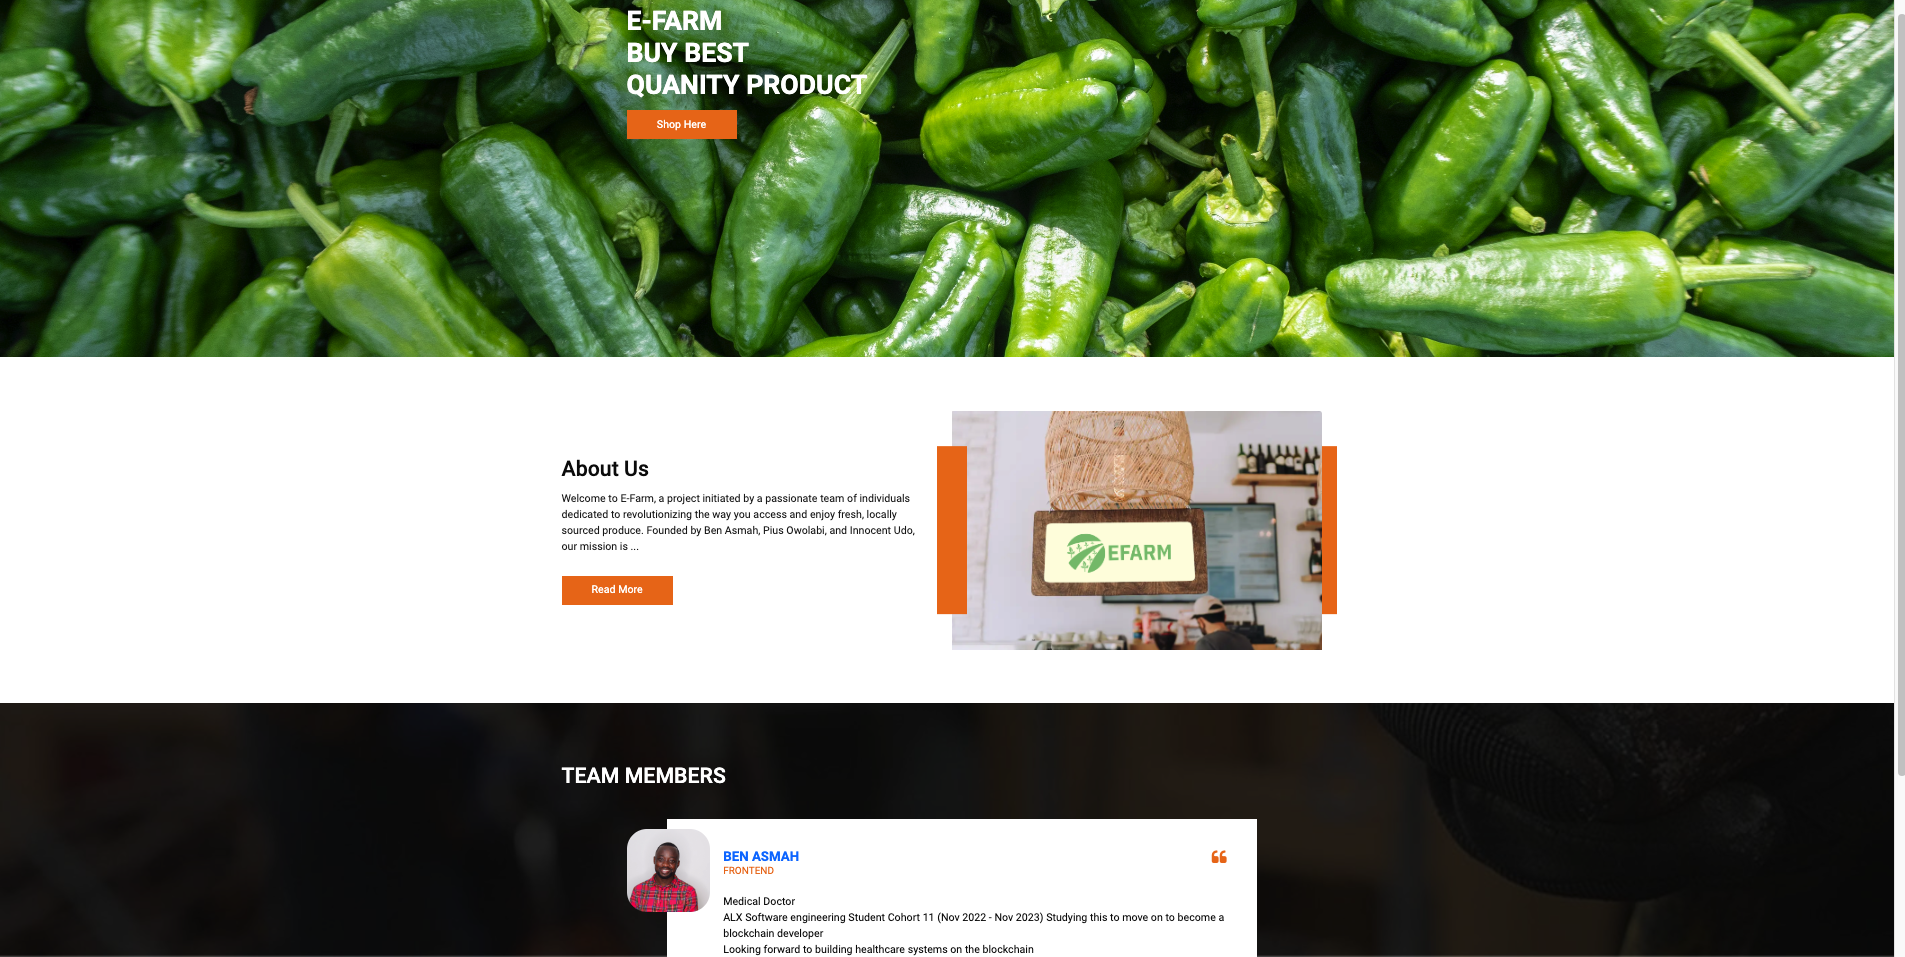 E-FARM
BUY BEST
QUANITY PRODUCT
Shop Here
About Us
Welcome to E-Farm, a project initiated by a passionate team of individuals
dedicated to revolutionizing the way you access and enjoy fresh, locally
sourced produce. Founded by Ben Asmah, Pius Owolabi, and Innocent Udo,
our mission is ...
Read More
EFARM
TEAM MEMBERS
BEN ASMAH
FRONTEND
Medical Doctor
ALX Software engineering Student Cohort 11 (Nov 2022 - Nov 2023) Studying this to move on to become a
blockchain developer
Looking forward to building healthcare systems on the blockchain